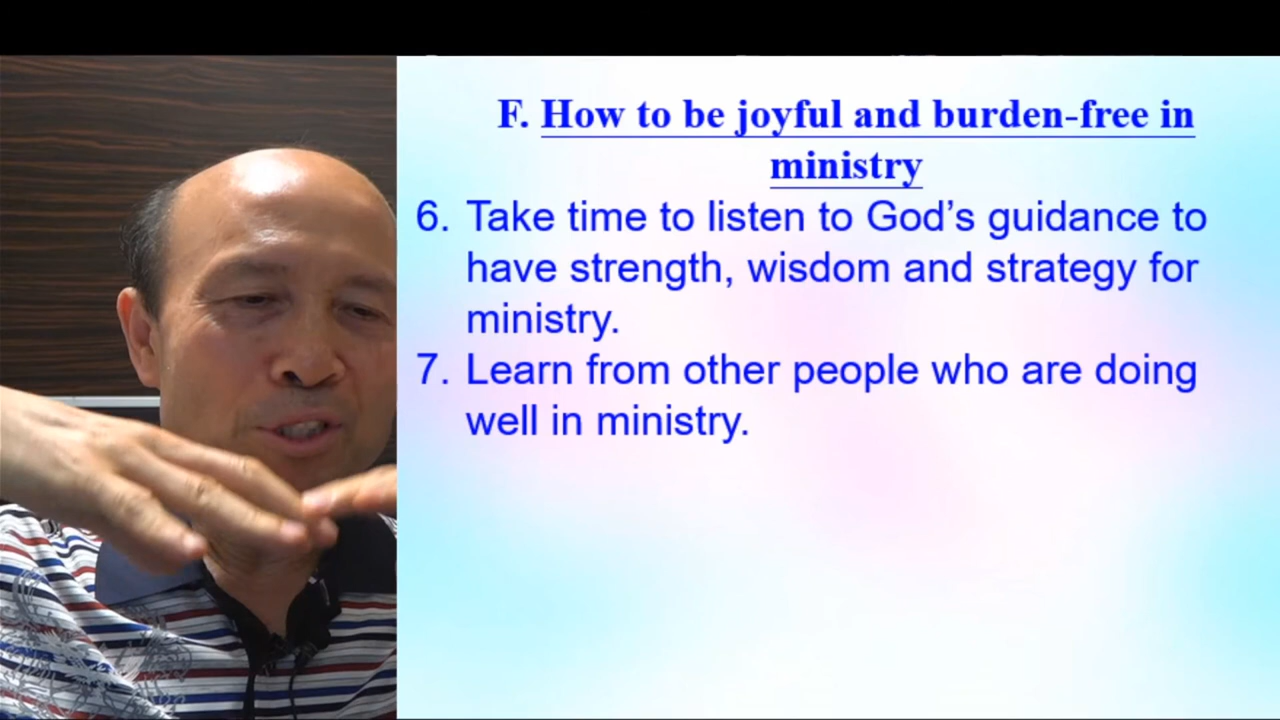 F. How to be joyful and burden-free in
ministry
6. Take time to listen to God’s guidance to
have strength, wisdom and strategy for
ministry.
7. Learn from other people who are doing
well in ministry.